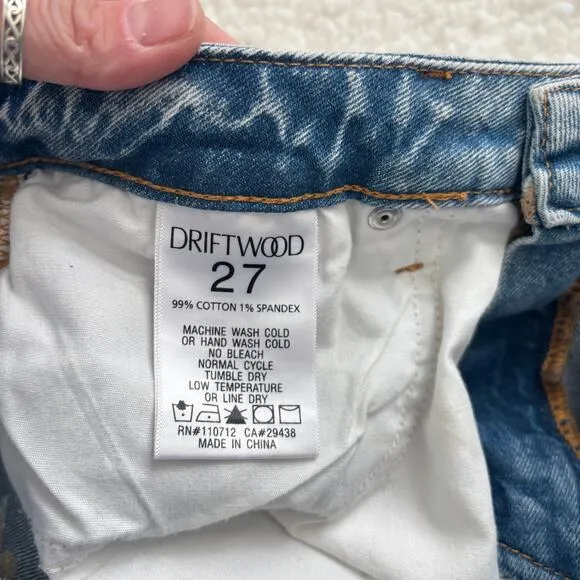 DRIFTWOOD
27
99% COTTON 1% SPANDEX
MACHINE WASH COLD
OR HAND WASH COLD
NO BLEACH
NORMAL CYCLE
TUMBLE DRY
LOW TEMPERATURE
OR LINE DRY
RN#110712 CA#29438
MADE IN CHINA